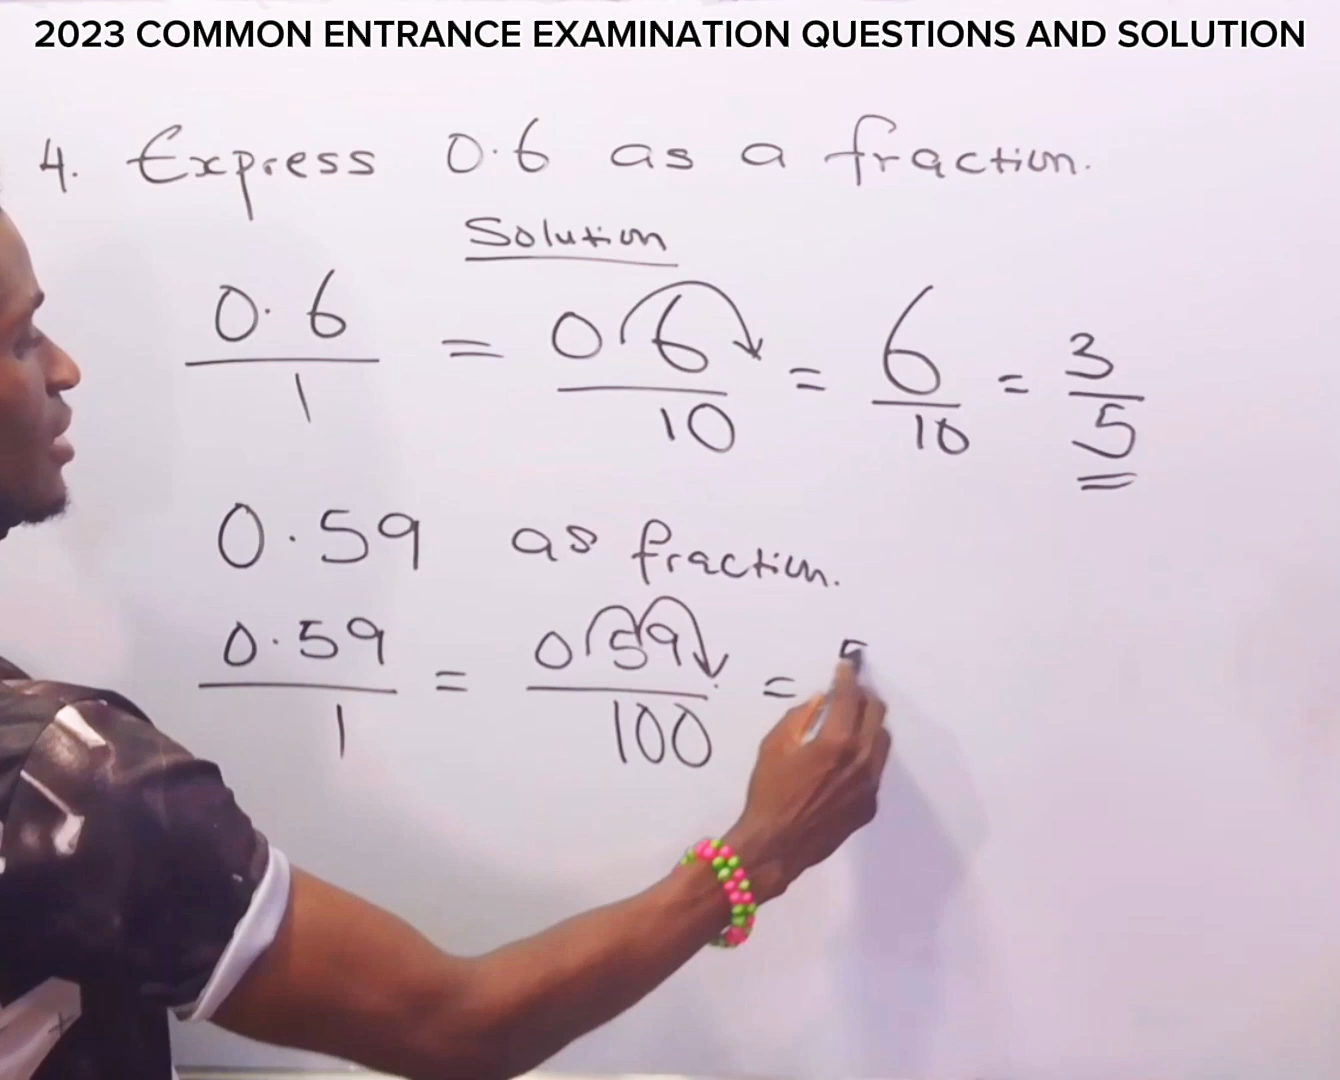 2023 COMMON ENTRANCE EXAMINATION QUESTIONS AND SOLUTION
4. Express 0.6 as a fraction.
Solution
0.6/1 = 06/10 = 6/10 = 3/5
0.59 as fraction.
0.59/1 = 059/100 = 5